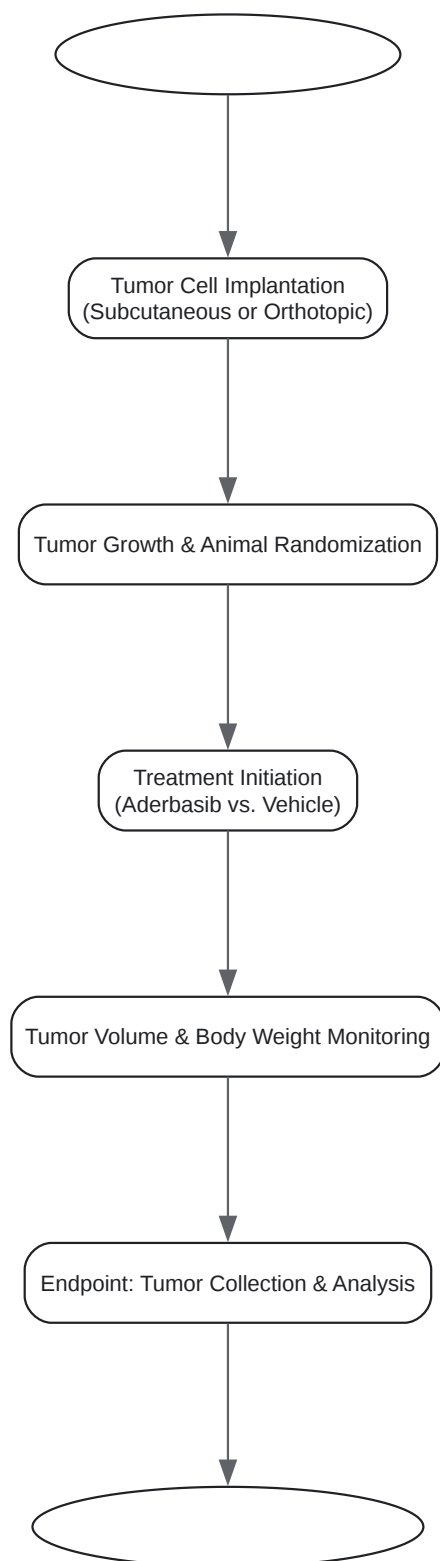 Tumor Cell Implantation
(Subcutaneous or Orthotopic)
Tumor Growth & Animal Randomization
Treatment Initiation
(Aderbasib vs. Vehicle)
Tumor Volume & Body Weight Monitoring
Endpoint: Tumor Collection & Analysis